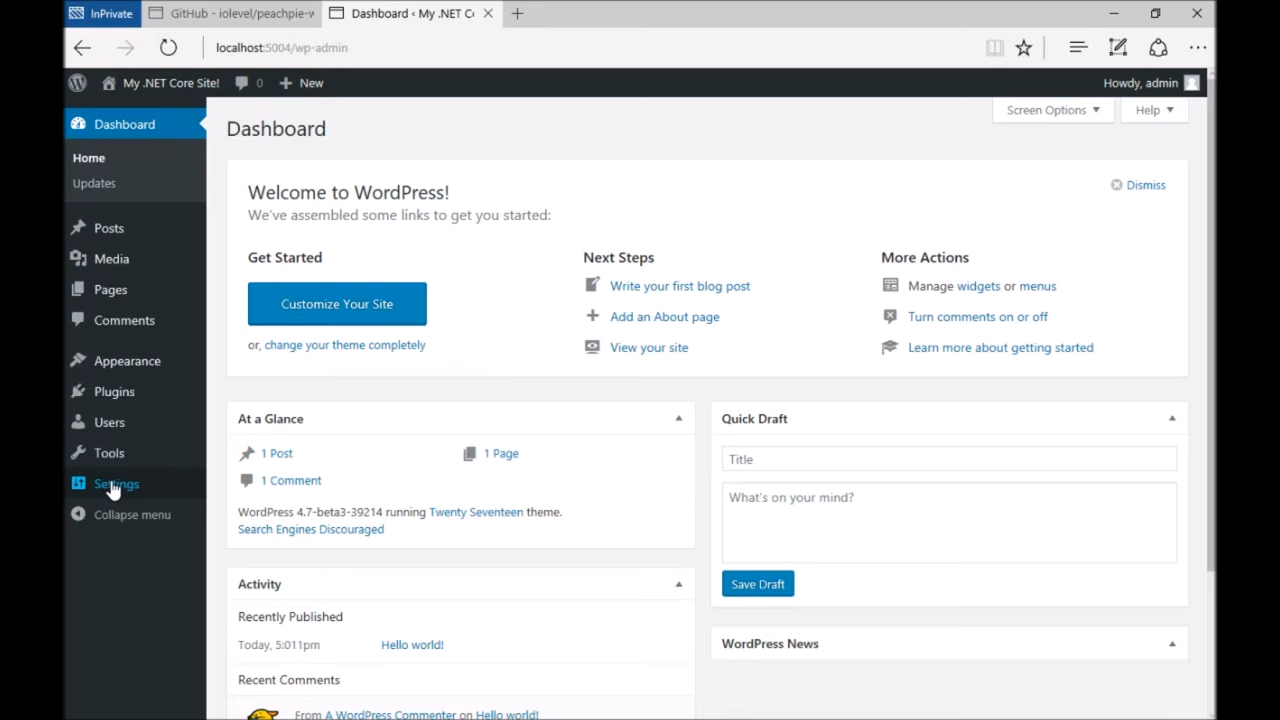 InPrivate
GitHub - iolevel/peachpie-w
Dashboard ‹ My .NET Co
localhost:5004/wp-admin
My .NET Core Site!
0
New
Howdy, admin
Dashboard
Home
Updates
Posts
Media
Pages
Comments
Appearance
Plugins
Users
Tools
Settings
Collapse menu
Screen Options
Help
Dashboard
Welcome to WordPress!
Dismiss
We've assembled some links to get you started:
Get Started
Customize Your Site
or, change your theme completely
Next Steps
Write your first blog post
Add an About page
View your site
More Actions
Manage widgets or menus
Turn comments on or off
Learn more about getting started
At a Glance
1 Post
1 Page
1 Comment
WordPress 4.7-beta3-39214 running Twenty Seventeen theme.
Search Engines Discouraged
Activity
Recently Published
Today, 5:011pm
Hello world!
Recent Comments
From A WordPress Commenter on Hello world!
Quick Draft
Title
What's on your mind?
Save Draft
WordPress News